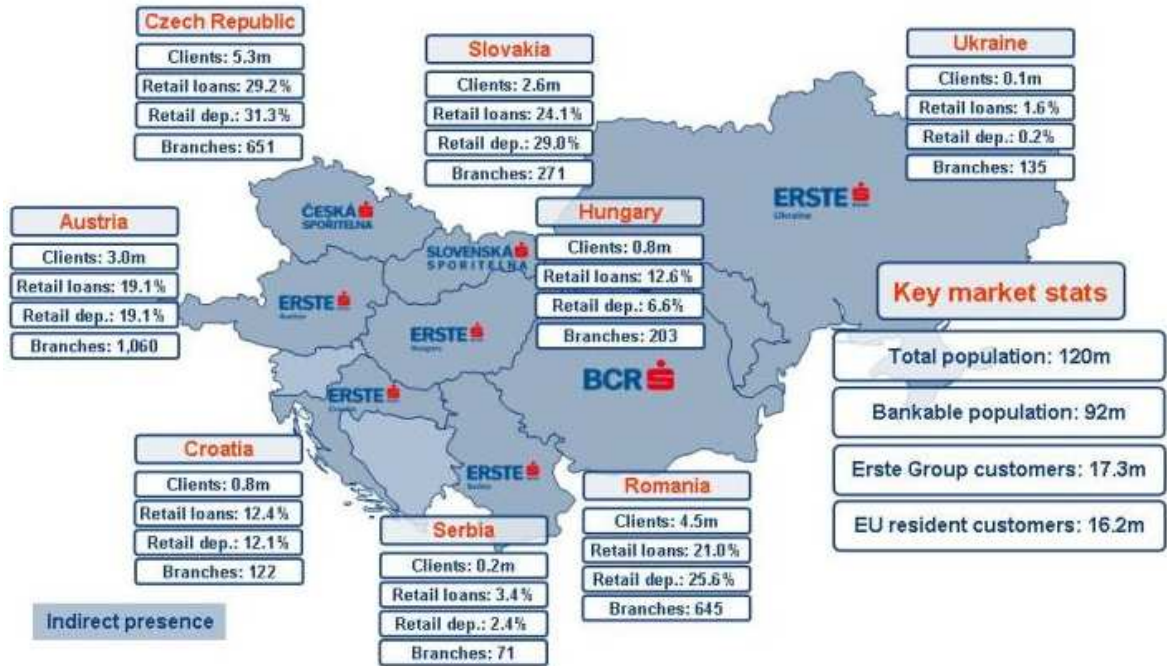 Czech Republic
Clients: 5.3m
Retail loans: 29.2%
Retail dep.: 31.3%
Branches: 651
Slovakia
Clients: 2.6m
Retail loans: 24.1%
Retail dep.: 29.0%
Branches: 271
Ukraine
Clients: 0.1m
Retail loans: 1.6%
Retail dep.: 0.2%
Branches: 135
ERSTE
Ukraine
Austria
Clients: 3.0m
Retail loans: 19.1%
Retail dep.: 19.1%
Branches: 1,060
ČESKÁ
SPOŘITELNA
SLOVENSKÁ
SPORITEĽNA
Hungary
Clients: 0.8m
Retail loans: 12.6%
Retail dep.: 6.6%
Branches: 203
ERSTE
ERSTE
BCR
ERSTE
ERSTE
Key market stats
Total population: 120m
Bankable population: 92m
Erste Group customers: 17.3m
EU resident customers: 16.2m
Croatia
Clients: 0.8m
Retail loans: 12.4%
Retail dep.: 12.1%
Branches: 122
Serbia
Clients: 0.2m
Retail loans: 3.4%
Retail dep.: 2.4%
Branches: 71
Romania
Clients: 4.5m
Retail loans: 21.0%
Retail dep.: 25.6%
Branches: 645
Indirect presence